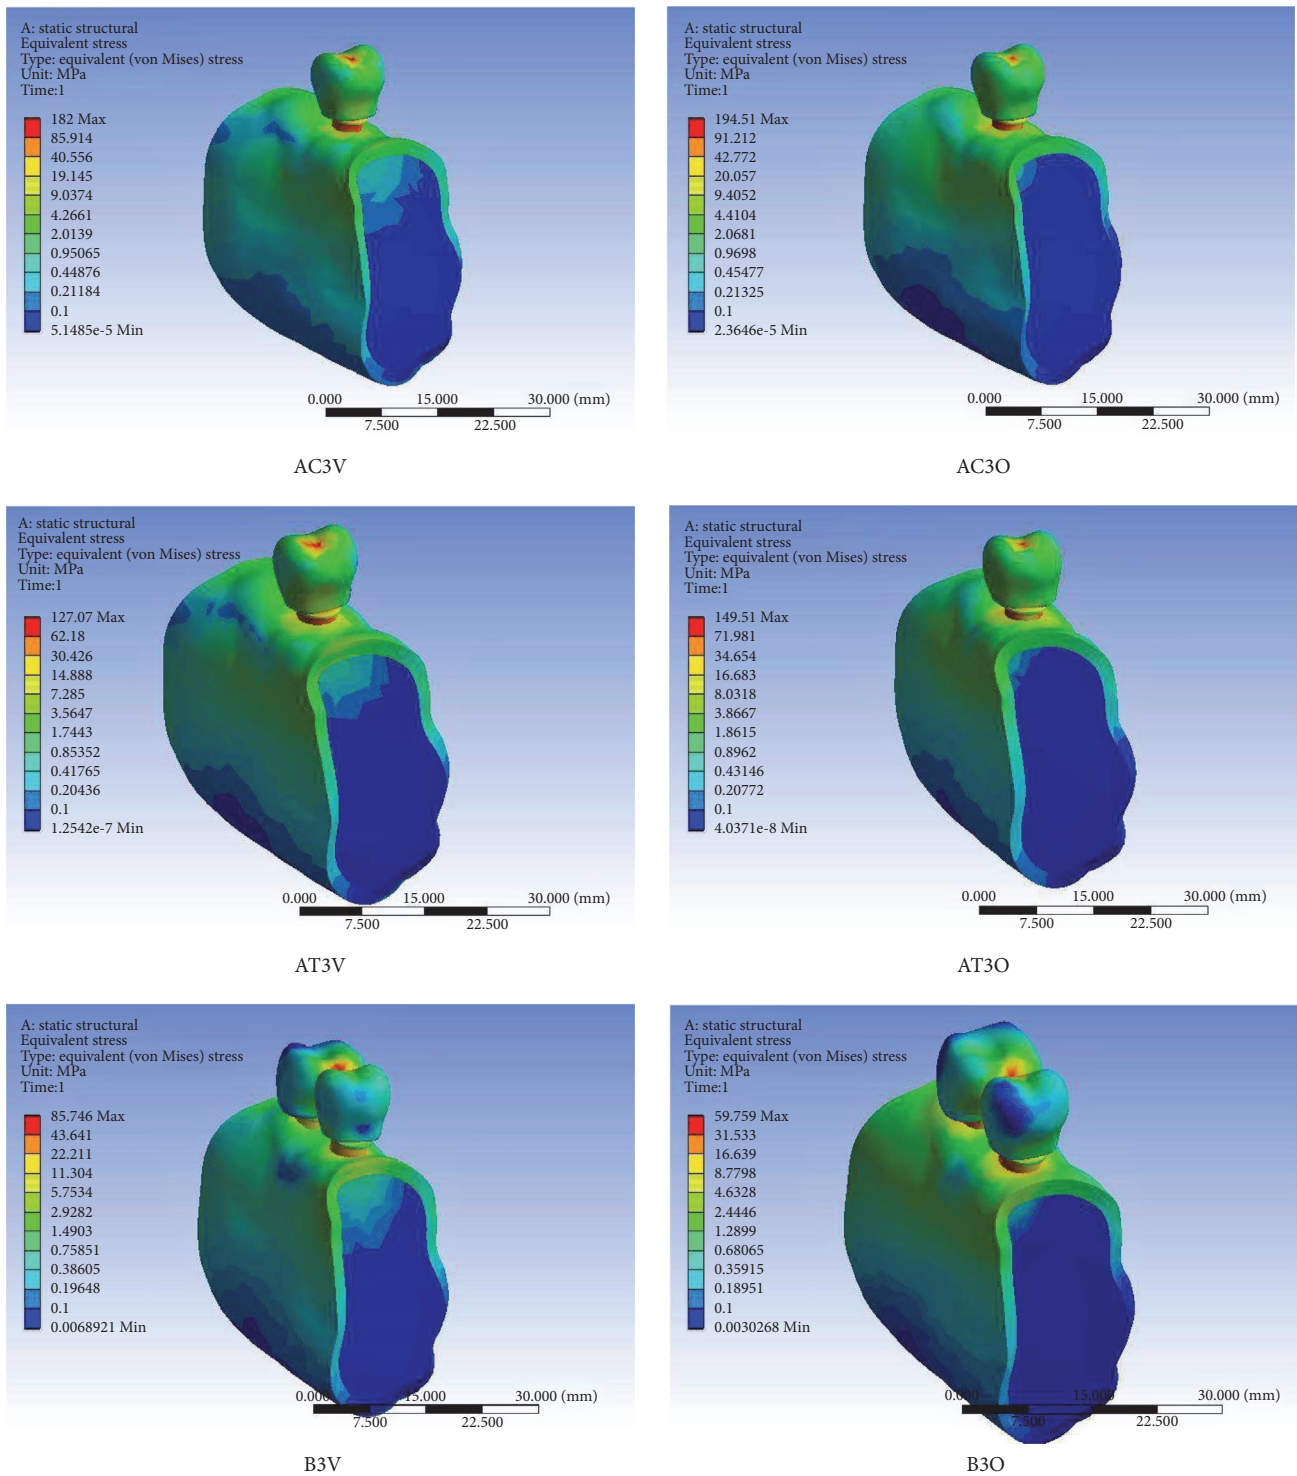 A: static structural
Equivalent stress
Type: equivalent (von Mises) stress
Unit: MPa
Time:1
182 Max
85.914
40.556
19.145
9.0374
4.2661
2.0139
0.95065
0.44876
0.21184
0.1
5.1485e-5 Min
0.000 15.000 30.000 (mm)
7.500 22.500
AC3V
A: static structural
Equivalent stress
Type: equivalent (von Mises) stress
Unit: MPa
Time:1
194.51 Max
91.212
42.772
20.057
9.4052
4.4104
2.0681
0.9698
0.45477
0.21325
0.1
2.3646e-5 Min
0.000 15.000 30.000 (mm)
7.500 22.500
AC3O
A: static structural
Equivalent stress
Type: equivalent (von Mises) stress
Unit: MPa
Time:1
127.07 Max
62.18
30.426
14.888
7.285
3.5647
1.7443
0.85352
0.41765
0.20436
0.1
1.2542e-7 Min
0.000 15.000 30.000 (mm)
7.500 22.500
AT3V
A: static structural
Equivalent stress
Type: equivalent (von Mises) stress
Unit: MPa
Time:1
149.51 Max
71.981
34.654
16.683
8.0318
3.8667
1.8615
0.8962
0.43146
0.20772
0.1
4.0371e-8 Min
0.000 15.000 30.000 (mm)
7.500 22.500
AT3O
A: static structural
Equivalent stress
Type: equivalent (von Mises) stress
Unit: MPa
Time:1
85.746 Max
43.641
22.211
11.304
5.7534
2.9282
1.4903
0.75851
0.38605
0.19648
0.1
0.0068921 Min
0.000 15.000 30.000 (mm)
7.500 22.500
B3V
A: static structural
Equivalent stress
Type: equivalent (von Mises) stress
Unit: MPa
Time:1
59.759 Max
31.533
16.639
8.7798
4.6328
2.4446
1.2899
0.68065
0.35915
0.18951
0.1
0.0030268 Min
0.000 15.000 30.000 (mm)
7.500 22.500
B3O